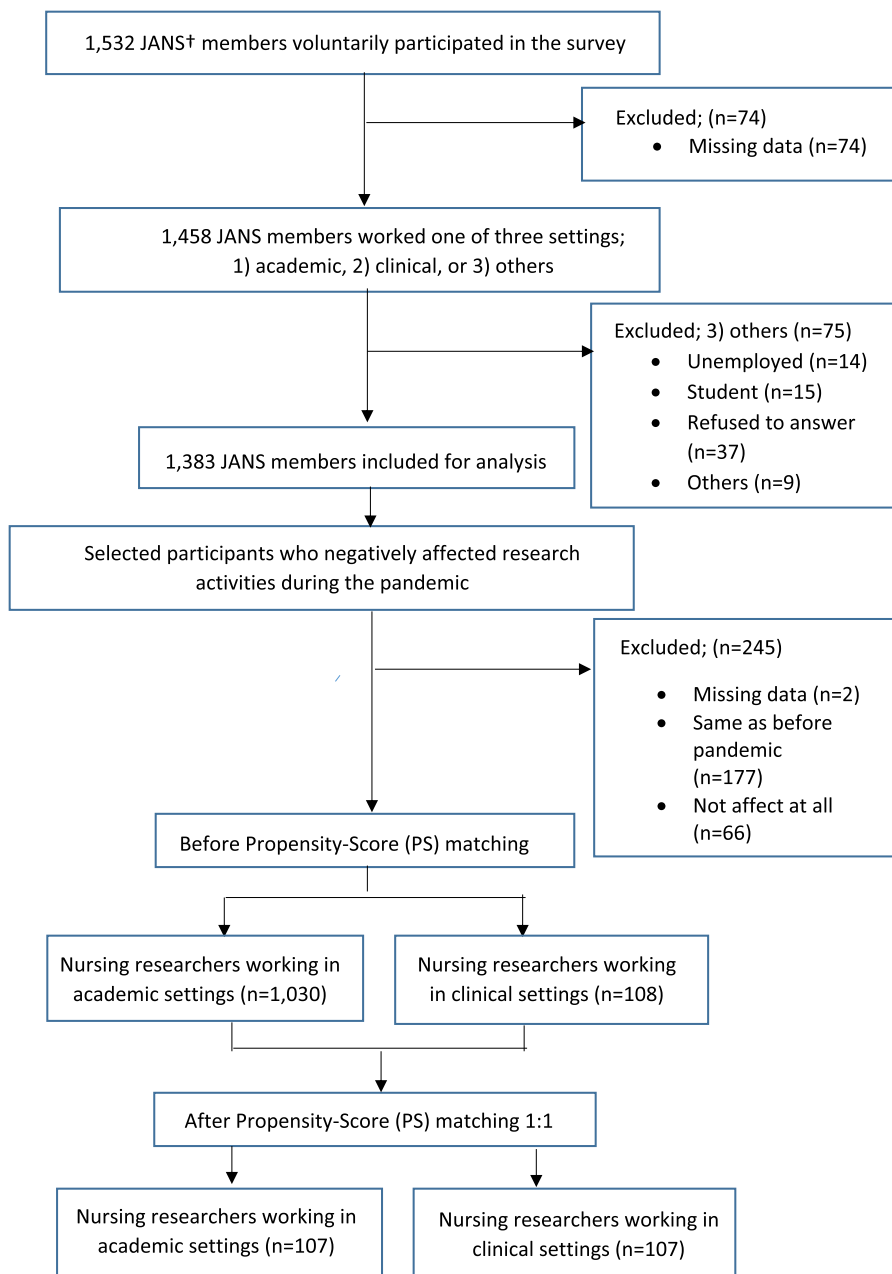 1,532 JANS† members voluntarily participated in the survey
Excluded; (n=74)
• Missing data (n=74)
1,458 JANS members worked one of three settings;
1) academic, 2) clinical, or 3) others
Excluded; 3) others (n=75)
• Unemployed (n=14)
• Student (n=15)
• Refused to answer
(n=37)
• Others (n=9)
1,383 JANS members included for analysis
Selected participants who negatively affected research
activities during the pandemic
Excluded; (n=245)
• Missing data (n=2)
• Same as before
pandemic
(n=177)
• Not affect at all
(n=66)
Before Propensity-Score (PS) matching
Nursing researchers working in
academic settings (n=1,030)
Nursing researchers working
in clinical settings (n=108)
After Propensity-Score (PS) matching 1:1
Nursing researchers working in
academic settings (n=107)
Nursing researchers working in
clinical settings (n=107)